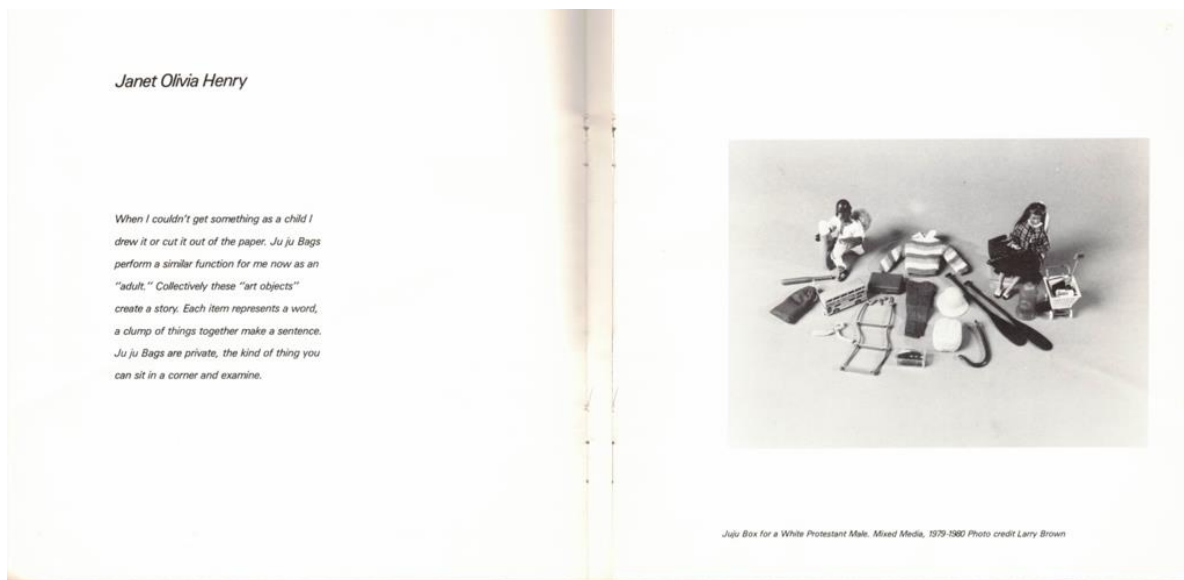 Janet Olivia Henry
When I couldn't get something as a child I
drew it or cut it out of the paper. Ju ju Bags
perform a similar function for me now as an
"adult." Collectively these "art objects"
create a story. Each item represents a word,
a clump of things together make a sentence.
Ju ju Bags are private, the kind of thing you
can sit in a corner and examine.
Juju Box for a White Protestant Male. Mixed Media, 1979-1980 Photo credit Larry Brown